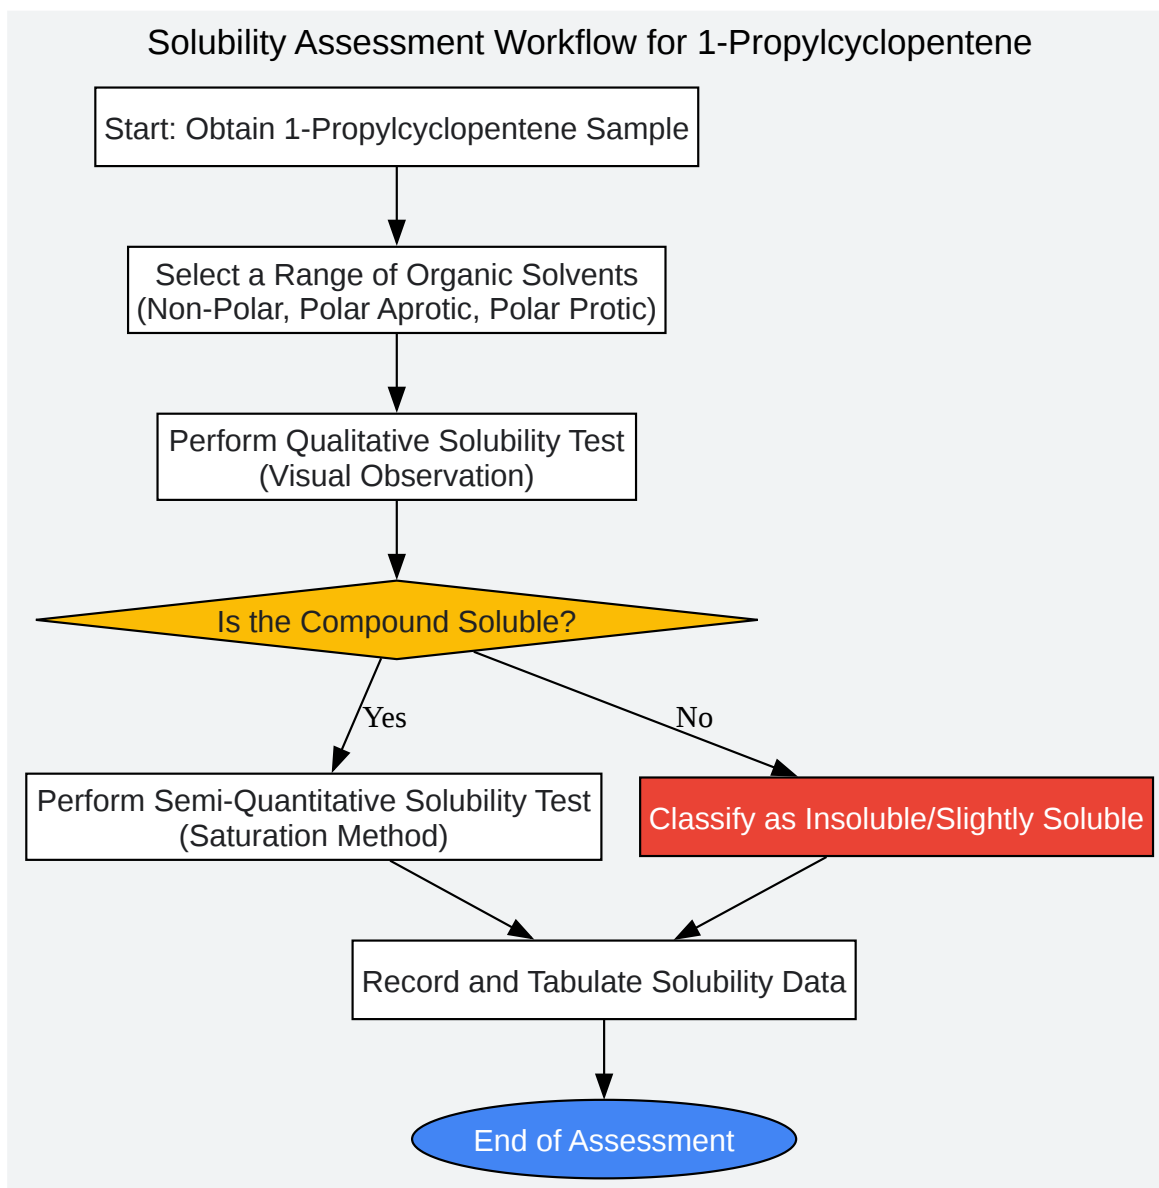 Solubility Assessment Workflow for 1-Propylcyclopentene
Start: Obtain 1-Propylcyclopentene Sample
Select a Range of Organic Solvents
(Non-Polar, Polar Aprotic, Polar Protic)
Perform Qualitative Solubility Test
(Visual Observation)
Is the Compound Soluble?
Yes
No
Perform Semi-Quantitative Solubility Test
(Saturation Method)
Classify as Insoluble/Slightly Soluble
Record and Tabulate Solubility Data
End of Assessment